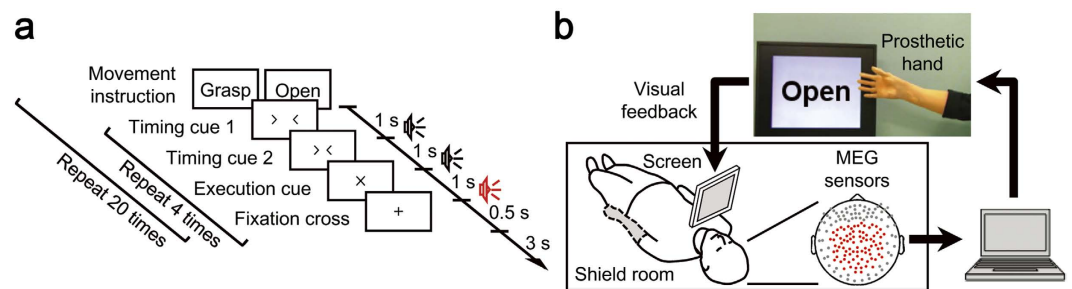 a
Movement
instruction
Grasp
Open
Timing cue 1
> <
Timing cue 2
> <
Execution cue
×
Fixation cross
+
1 s
1 s
1 s
0.5 s
3 s
Repeat 4 times
Repeat 20 times
b
Prosthetic
hand
Open
Visual
feedback
Screen
MEG
sensors
Shield room